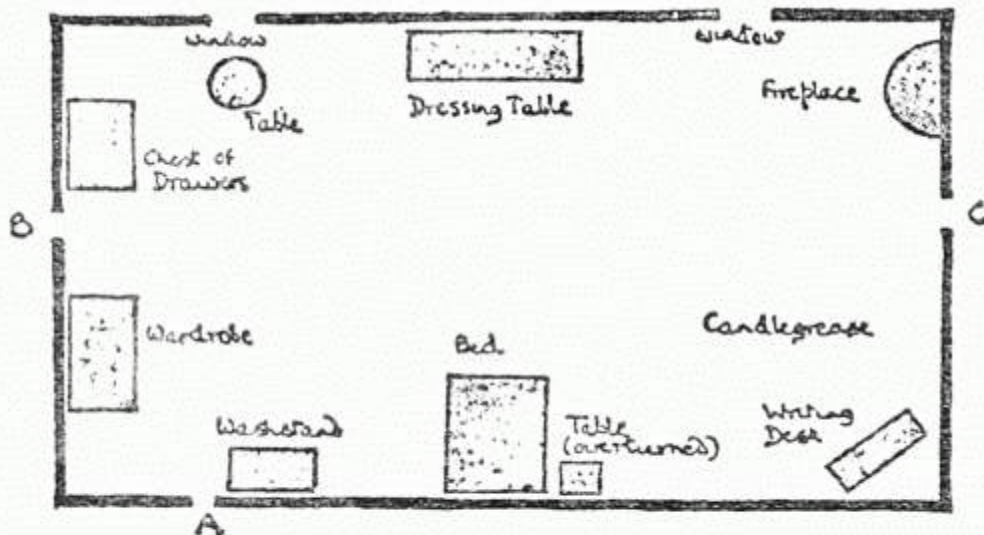 window
window
Table
Dressing Table
Fireplace
Chest of
Drawers
B
C
Wardrobe
Bed
Candlegrease
Washstand
Table
(overturned)
Writing
Desk
A